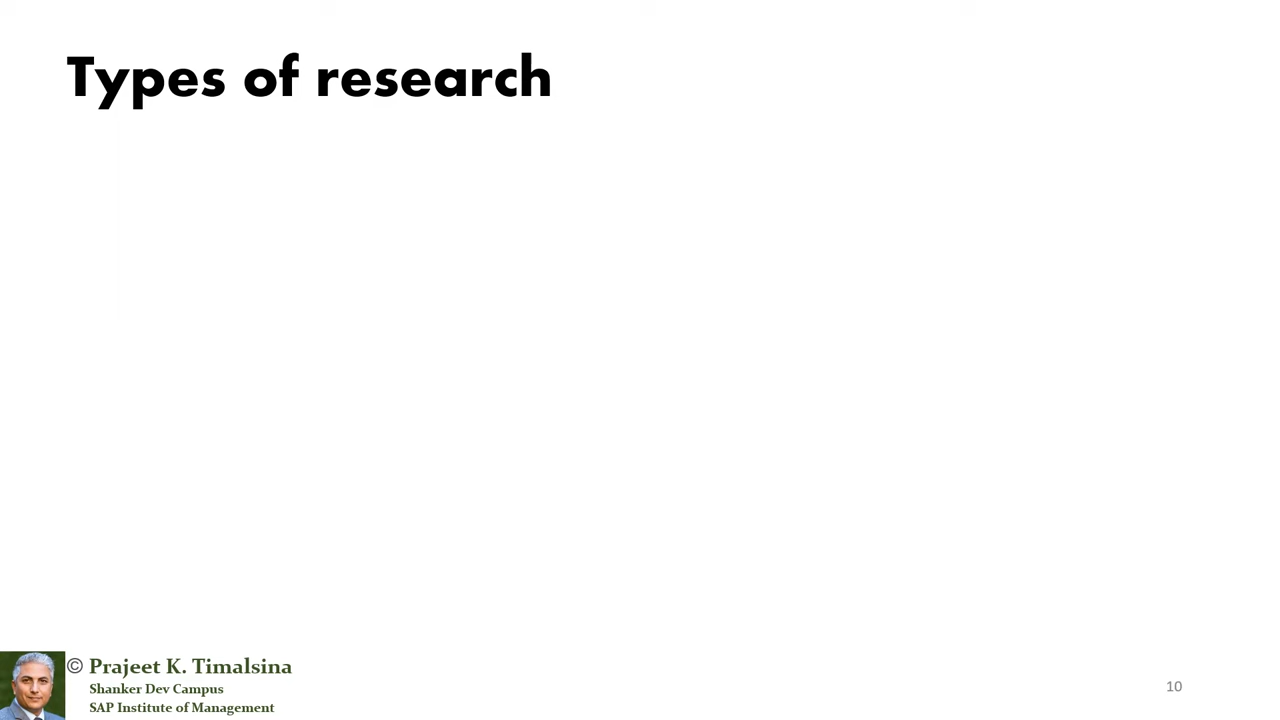 Types of research
© Prajeet K. Timalsina
Shanker Dev Campus
SAP Institute of Management
10